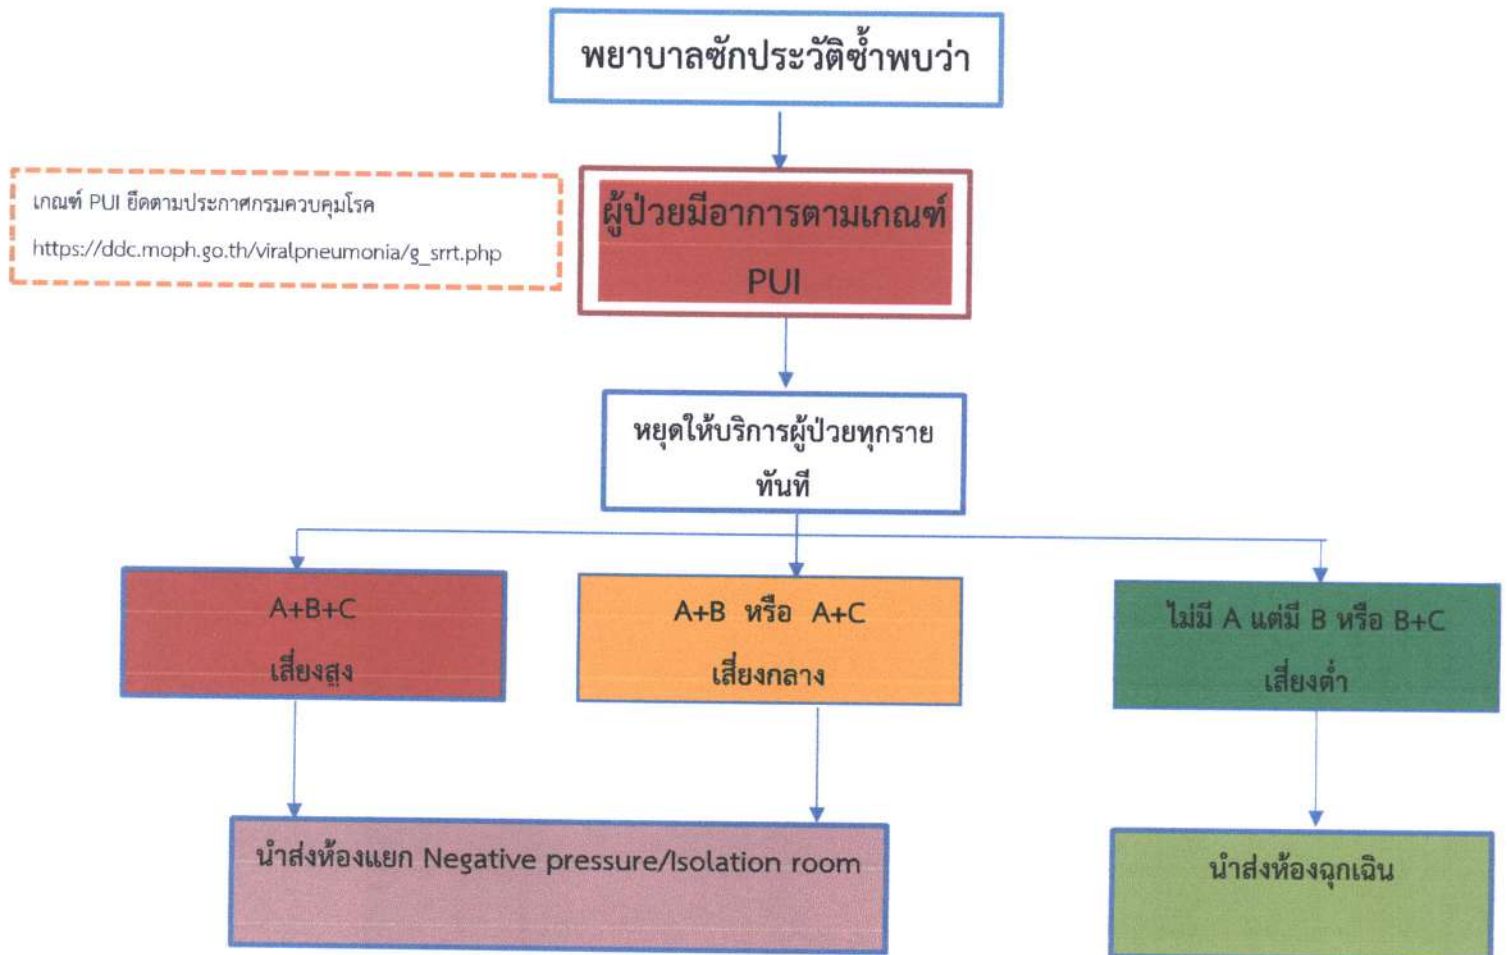 พยาบาลซักประวัติซ้ำพบว่า
เกณฑ์ PUI ยึดตามประกาศกรมควบคุมโรค
https://ddc.moph.go.th/viralpneumonia/g_srrt.php
ผู้ป่วยมีอาการตามเกณฑ์
PUI
หยุดให้บริการผู้ป่วยทุกราย
ทันที
A+B+C
เสี่ยงสูง
A+B หรือ A+C
เสี่ยงกลาง
ไม่มี A แต่มี B หรือ B+C
เสี่ยงต่ำ
นำส่งห้องแยก Negative pressure/Isolation room
นำส่งห้องฉุกเฉิน